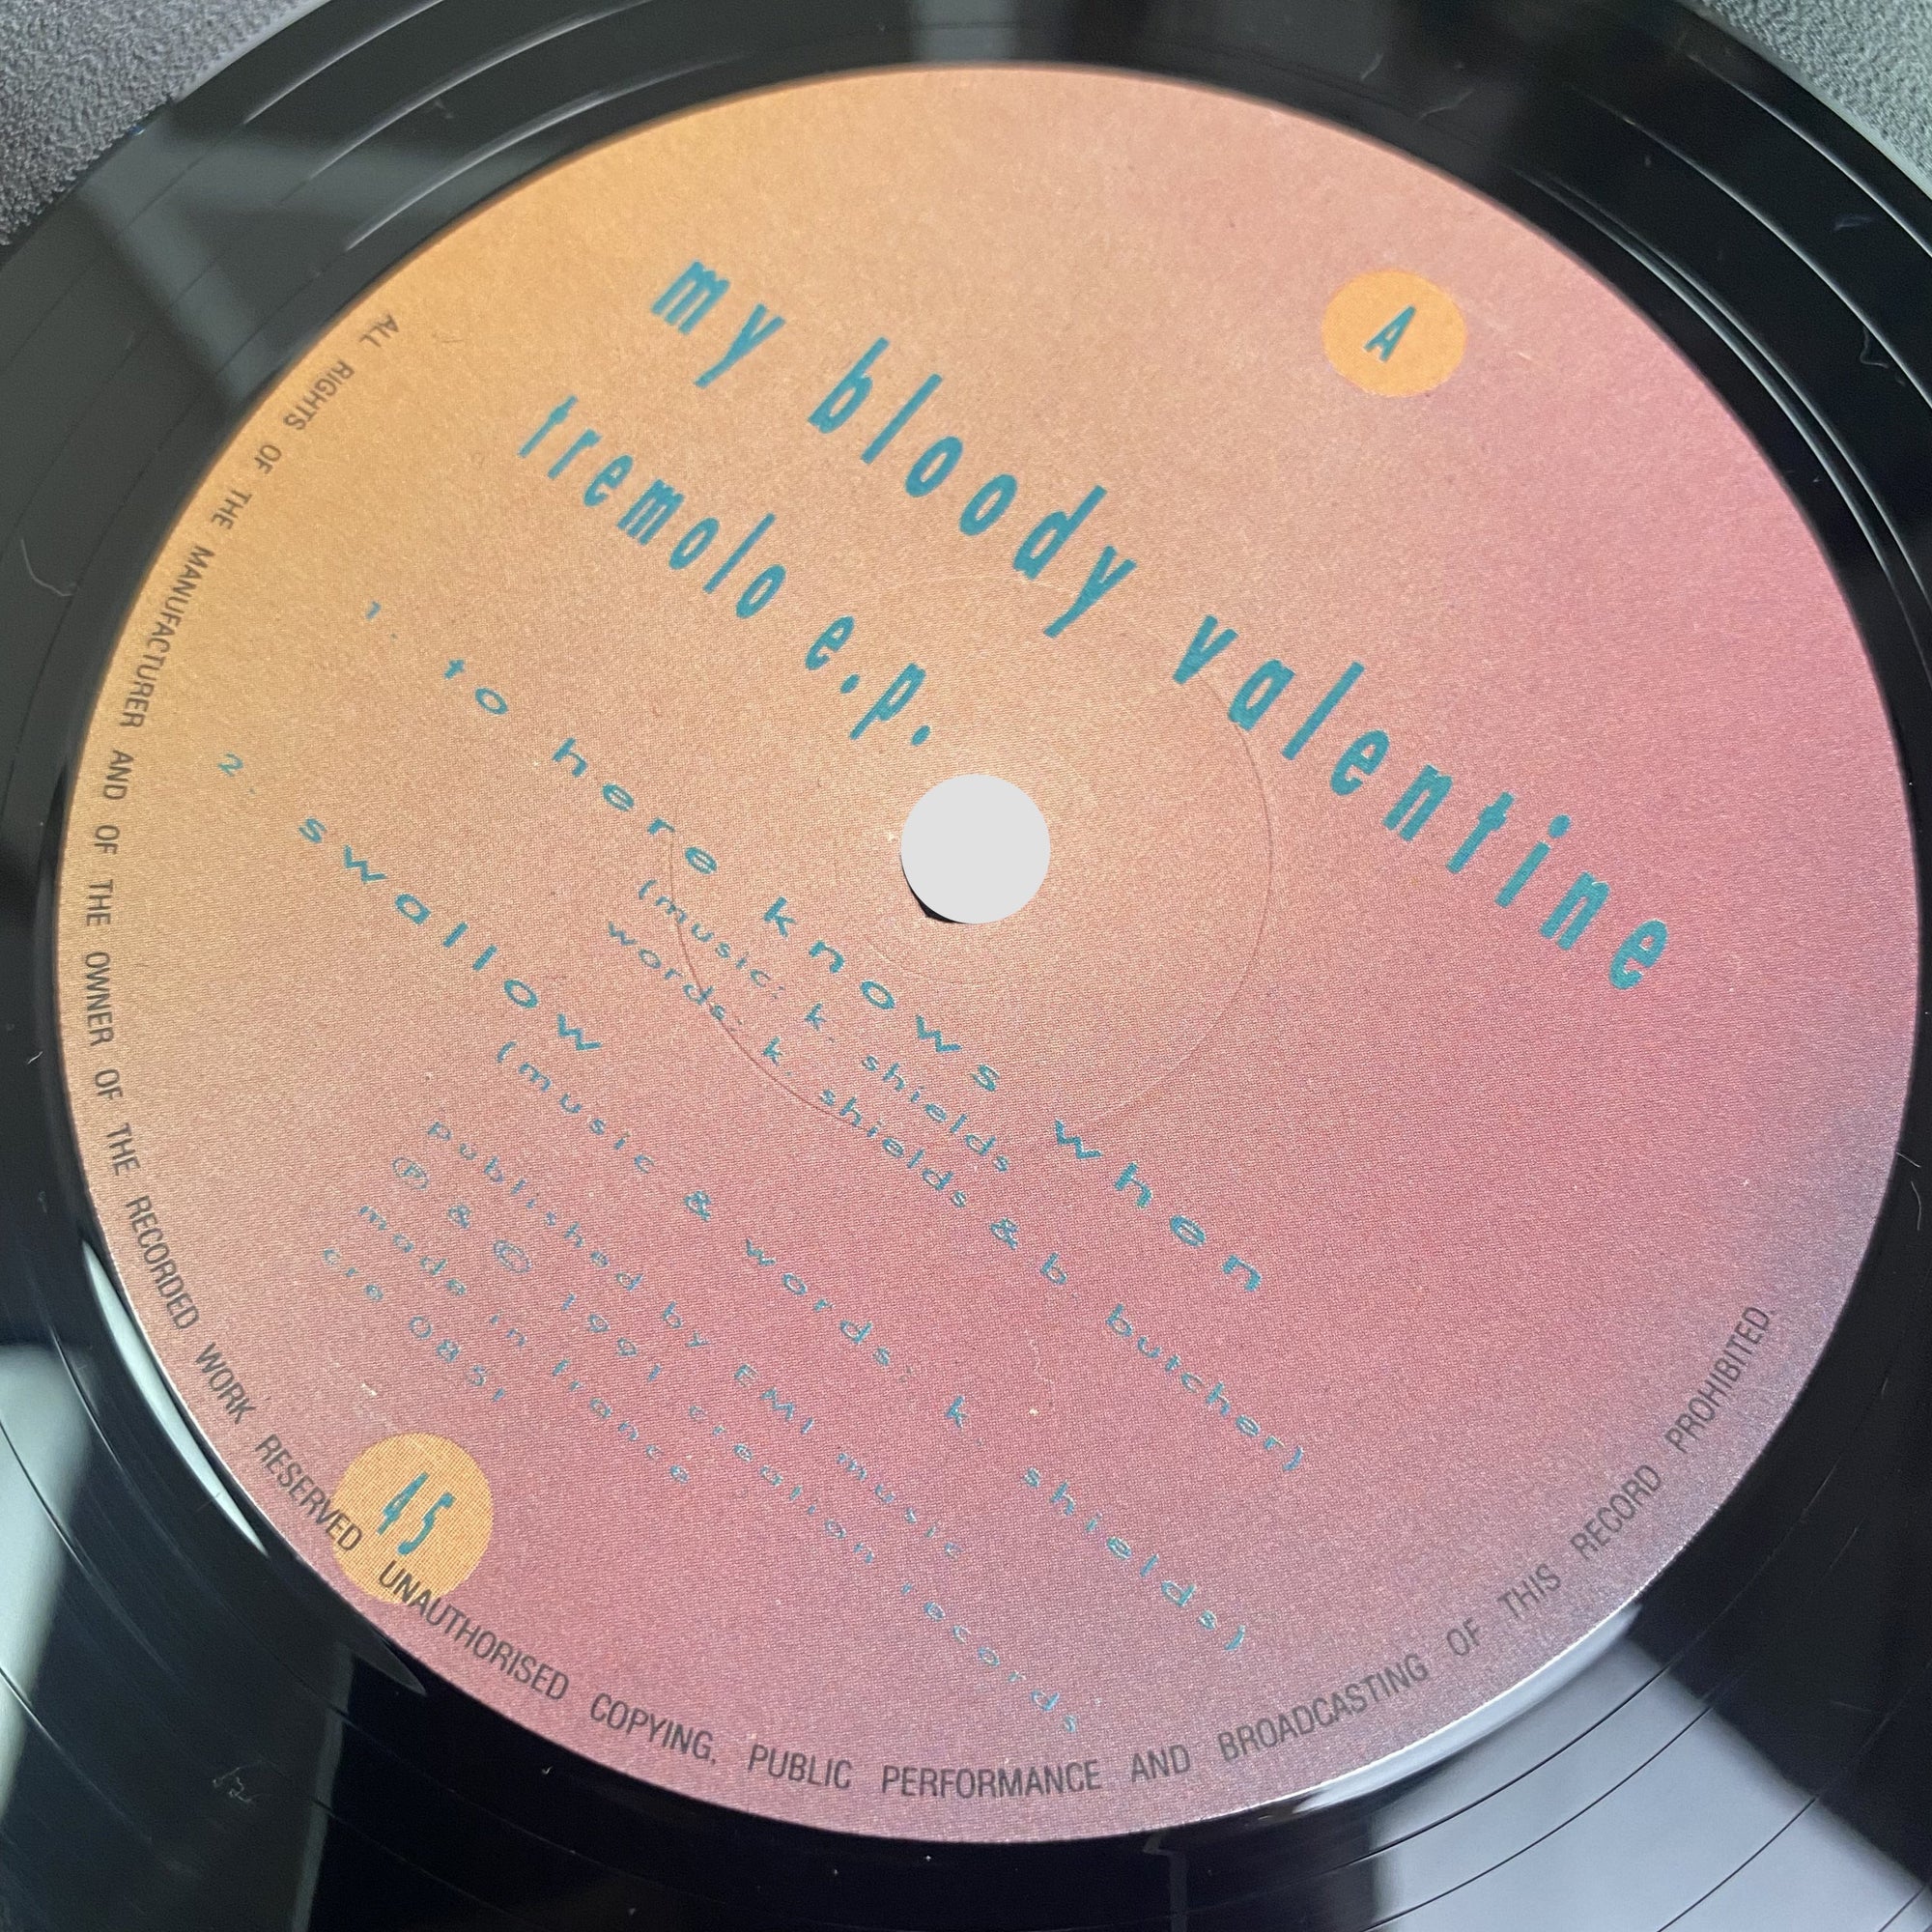 A
my bloody valentine
tremolo e.p.
1. to here knows when
(music: k. shields
words: k. shields & b. butcher)
2. swallow
(music & words: k. shields)
published by EMI music
℗ & © 1991 creation records
made in france
cre 085t
45
ALL RIGHTS OF THE MANUFACTURER AND OF THE OWNER OF THE RECORDED WORK RESERVED UNAUTHORISED COPYING, PUBLIC PERFORMANCE AND BROADCASTING OF THIS RECORD PROHIBITED.